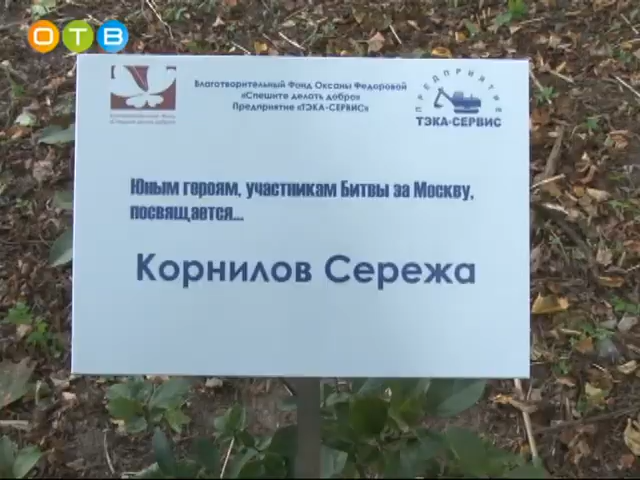 ОТВ
Благотворительный Фонд Оксаны Федоровой
«Спешите делать добро»
Предприятие «ТЭКА-СЕРВИС»
ПРЕДПРИЯТИЕ
ТЭКА-СЕРВИС
Юным героям, участникам Битвы за Москву,
посвящается...
Корнилов Сережа